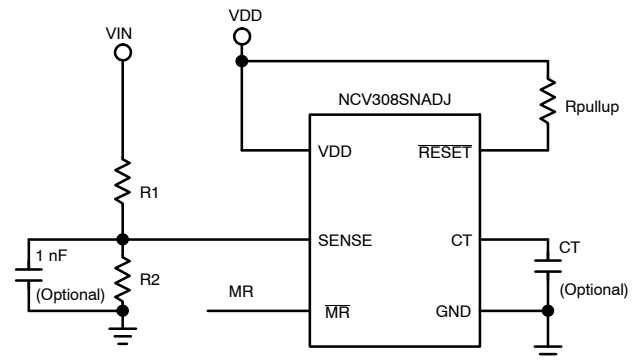 VDD
VIN
NCV308SNADJ
Rpullup
VDD
RESET
R1
1 nF
SENSE
CT
CT
R2
(Optional)
(Optional)
MR
MR
GND